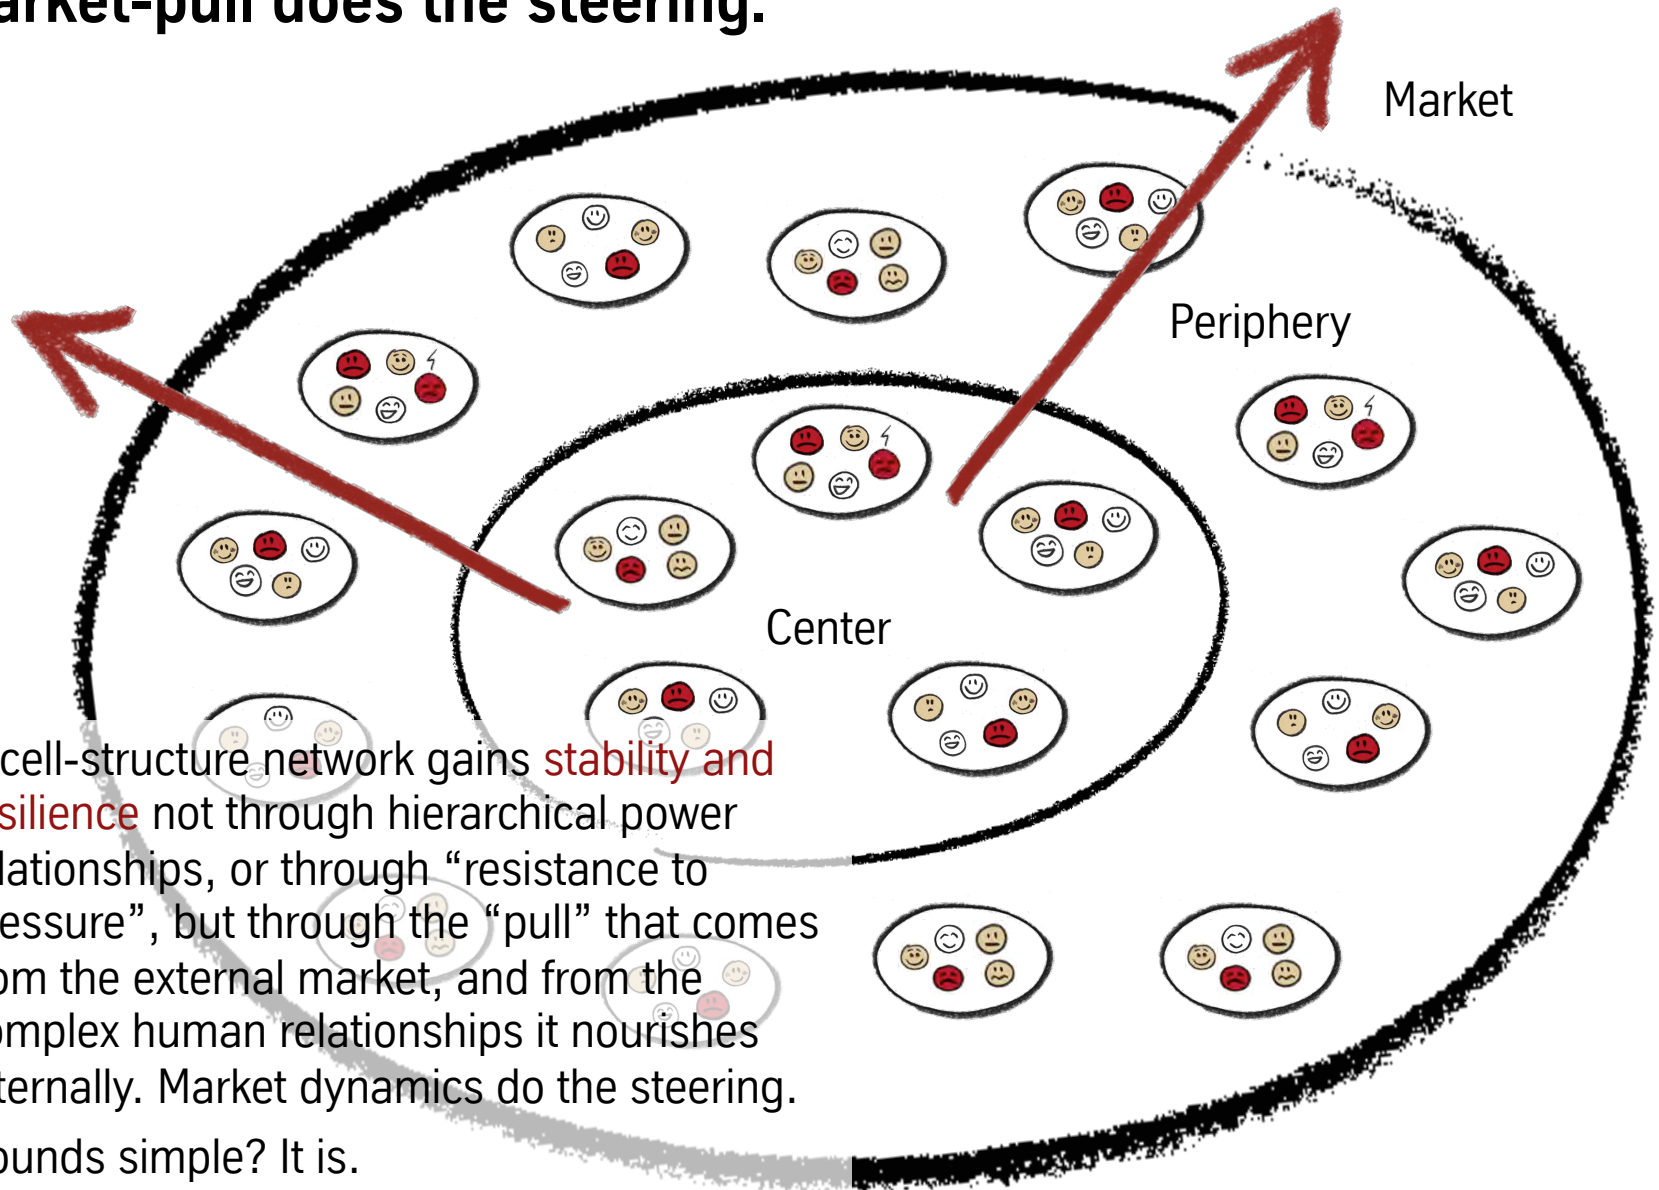 arket-pull does the steering.
Market
Periphery
Center
cell-structure network gains stability and
silience not through hierarchical power
lationships, or through “resistance to
essure”, but through the “pull” that comes
om the external market, and from the
omplex human relationships it nourishes
ternally. Market dynamics do the steering.
ounds simple? It is.